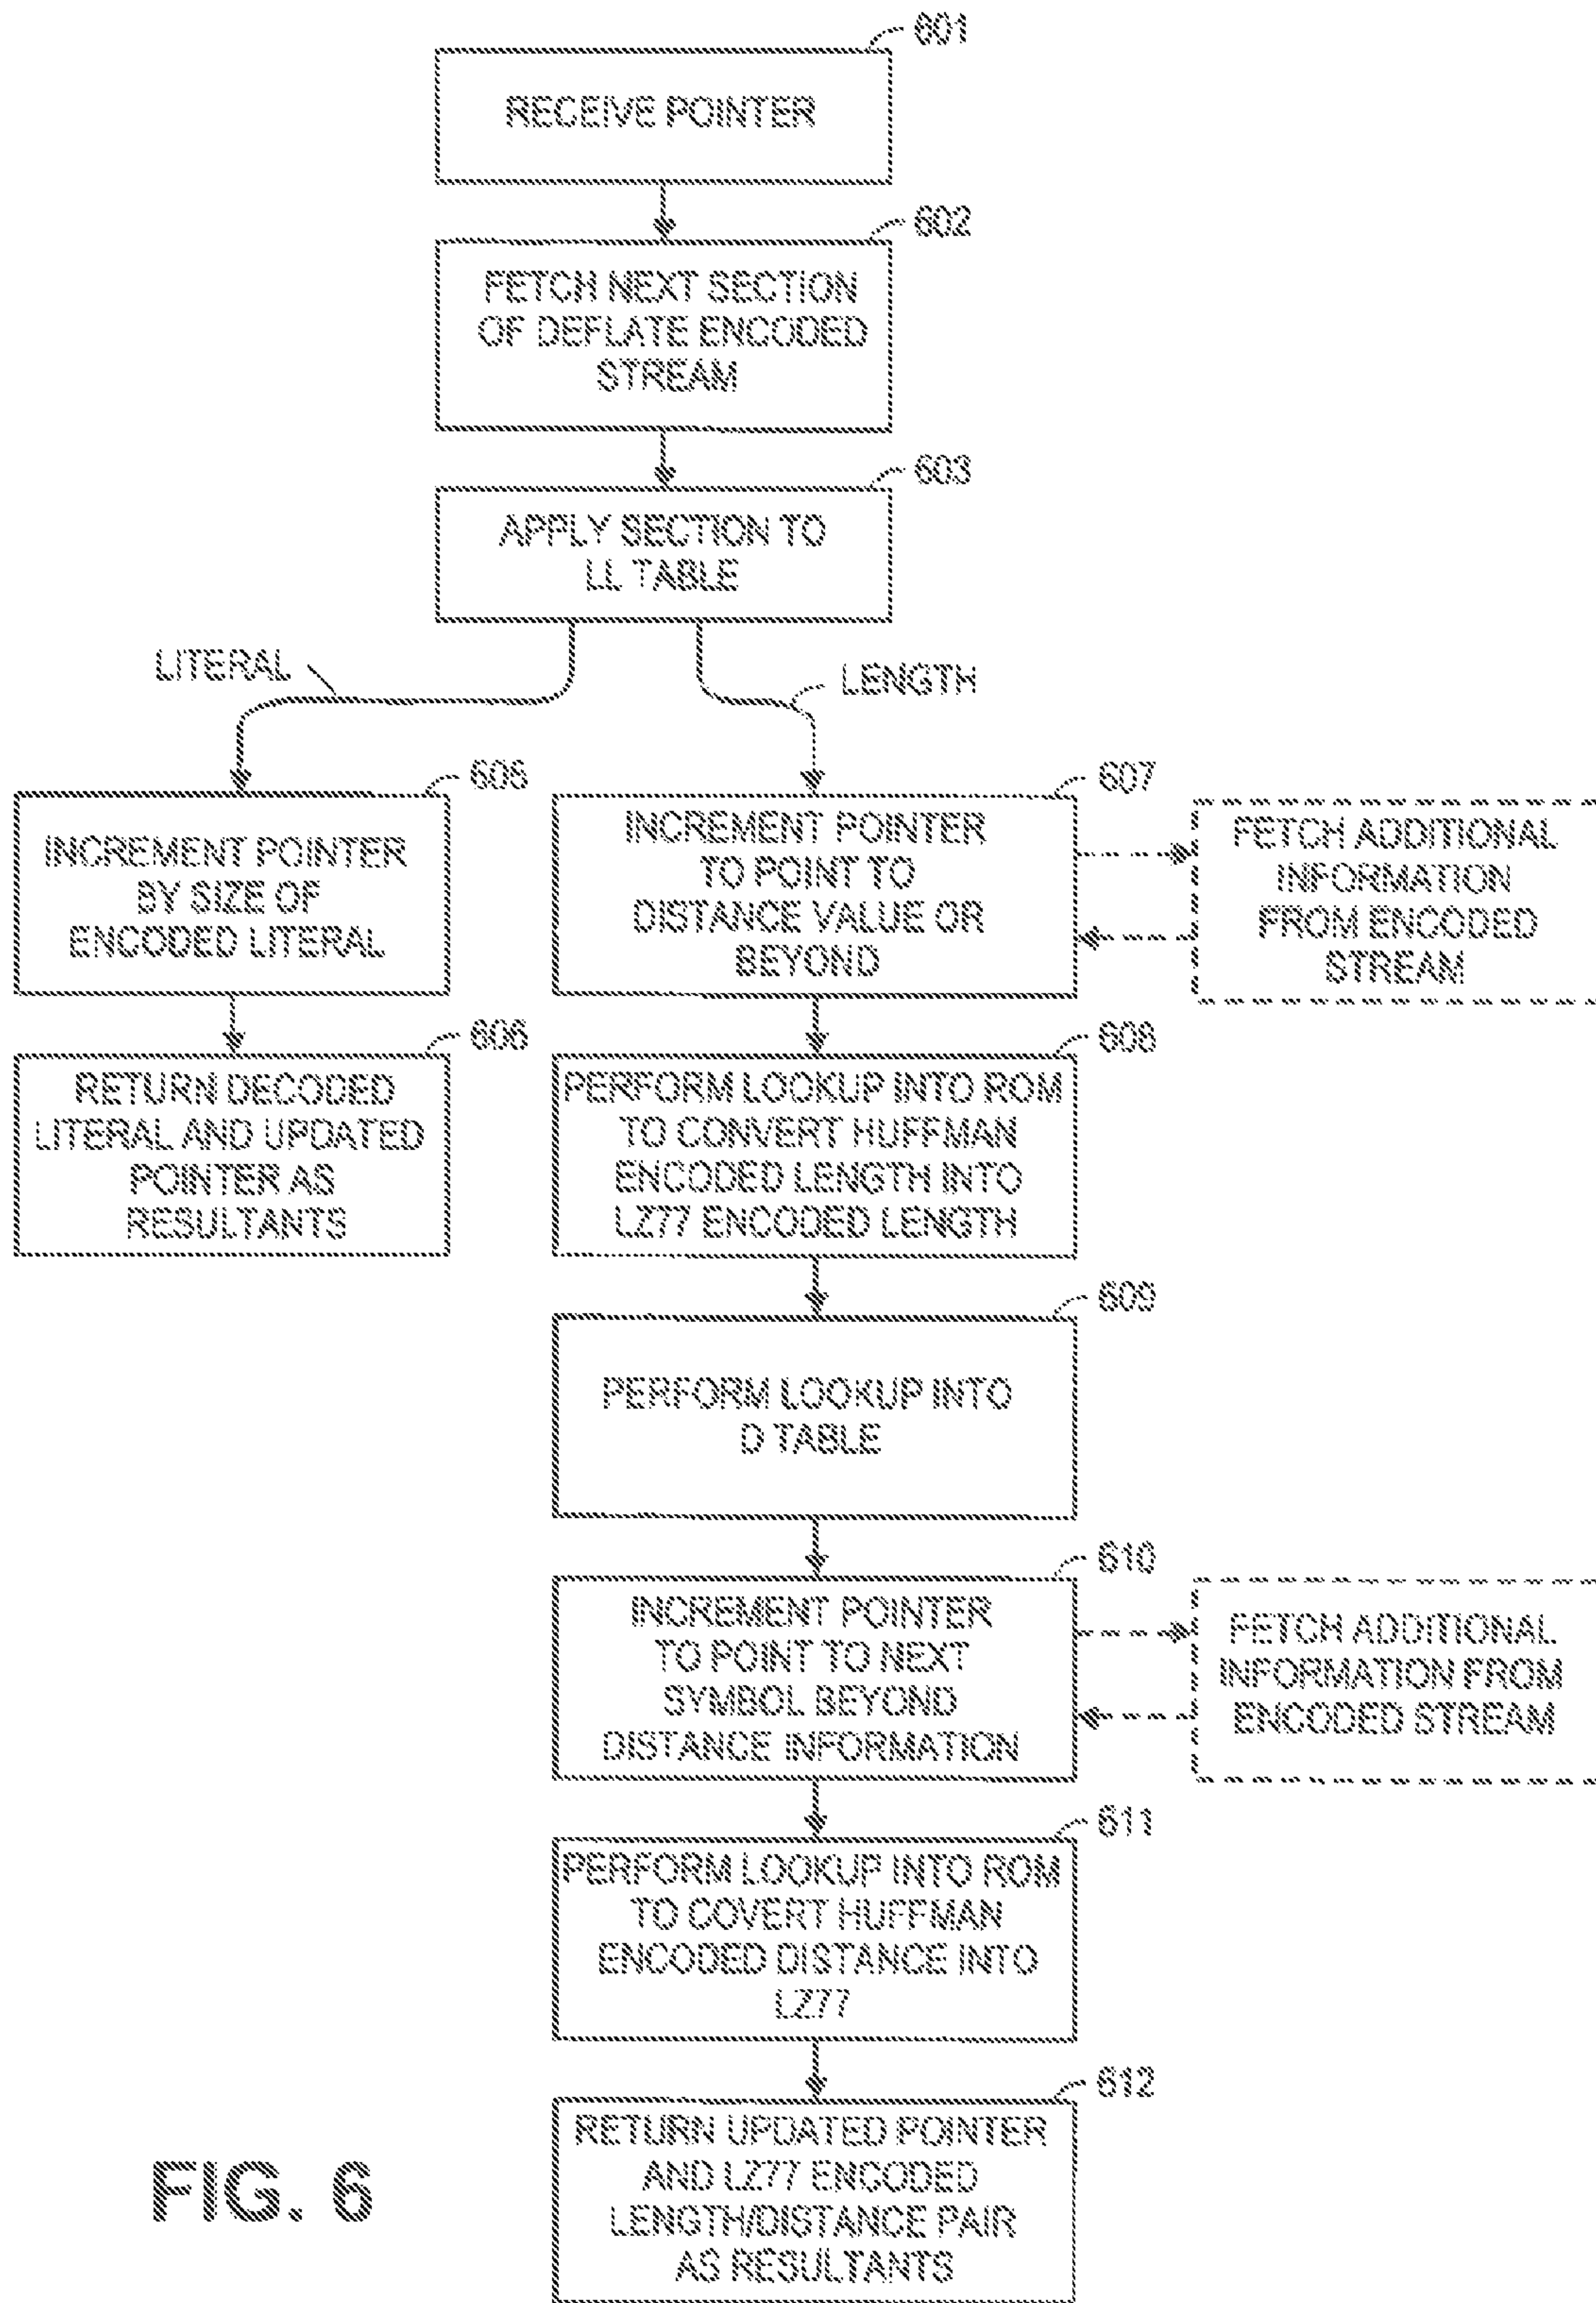 601
RECEIVE POINTER
602
FETCH NEXT SECTION
OF DEFLATE ENCODED
STREAM
603
APPLY SECTION TO
LL TABLE
LITERAL
LENGTH
605
INCREMENT POINTER
BY SIZE OF
ENCODED LITERAL
606
RETURN DECODED
LITERAL AND UPDATED
POINTER AS
RESULTANTS
607
INCREMENT POINTER
TO POINT TO
DISTANCE VALUE OR
BEYOND
FETCH ADDITIONAL
INFORMATION
FROM ENCODED
STREAM
608
PERFORM LOOKUP INTO ROM
TO CONVERT HUFFMAN
ENCODED LENGTH INTO
LZ77 ENCODED LENGTH
609
PERFORM LOOKUP INTO
D TABLE
610
INCREMENT POINTER
TO POINT TO NEXT
SYMBOL BEYOND
DISTANCE INFORMATION
FETCH ADDITIONAL
INFORMATION FROM
ENCODED STREAM
611
PERFORM LOOKUP INTO ROM
TO COVERT HUFFMAN
ENCODED DISTANCE INTO
LZ77
612
RETURN UPDATED POINTER
AND LZ77 ENCODED
LENGTH/DISTANCE PAIR
AS RESULTANTS
FIG. 6